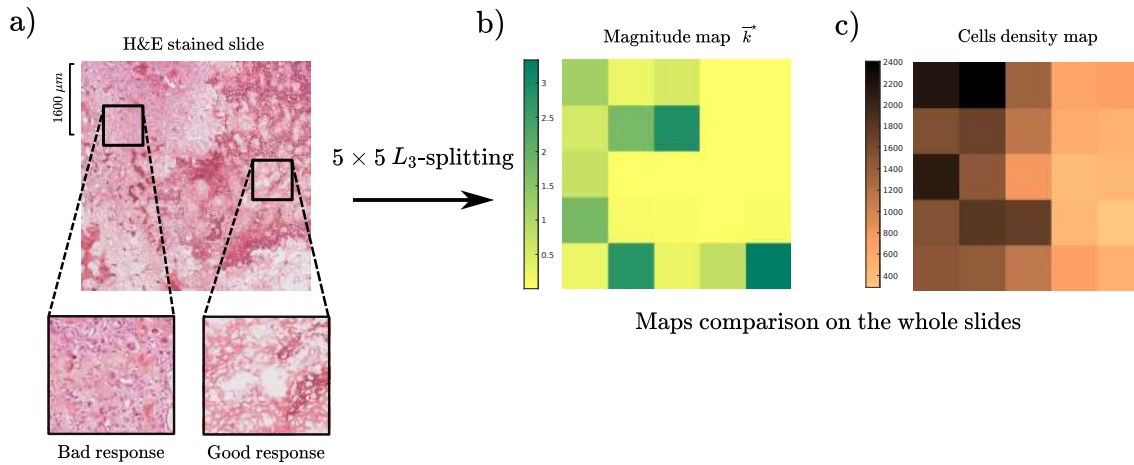 a)
H&E stained slide
1600 μm
Bad response
Good response
5 × 5 L₃-splitting
b)
Magnitude map k̅*
3
2.5
2
1.5
1
0.5
c)
Cells density map
2400
2200
2000
1800
1600
1400
1200
1000
800
600
400
Maps comparison on the whole slides